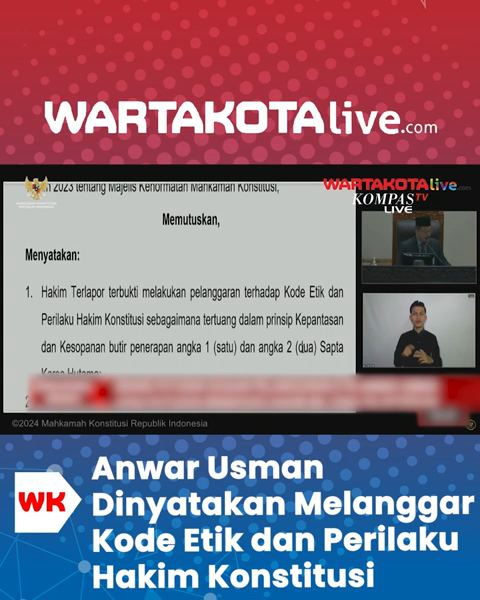 WARTAKOTAlive.com
2023 tentang Majelis Kehormatan Mahkamah Konstitusi,
WARTAKOTAlive.com
KOMPAS TV
LIVE
Memutuskan,
Menyatakan:
1. Hakim Terlapor terbukti melakukan pelanggaran terhadap Kode Etik dan
Perilaku Hakim Konstitusi sebagaimana tertuang dalam prinsip Kepantasan
dan Kesopanan butir penerapan angka 1 (satu) dan angka 2 (dua) Sapta
Karsa Hutama;
©2024 Mahkamah Konstitusi Republik Indonesia
WK
Anwar Usman
Dinyatakan Melanggar
Kode Etik dan Perilaku
Hakim Konstitusi